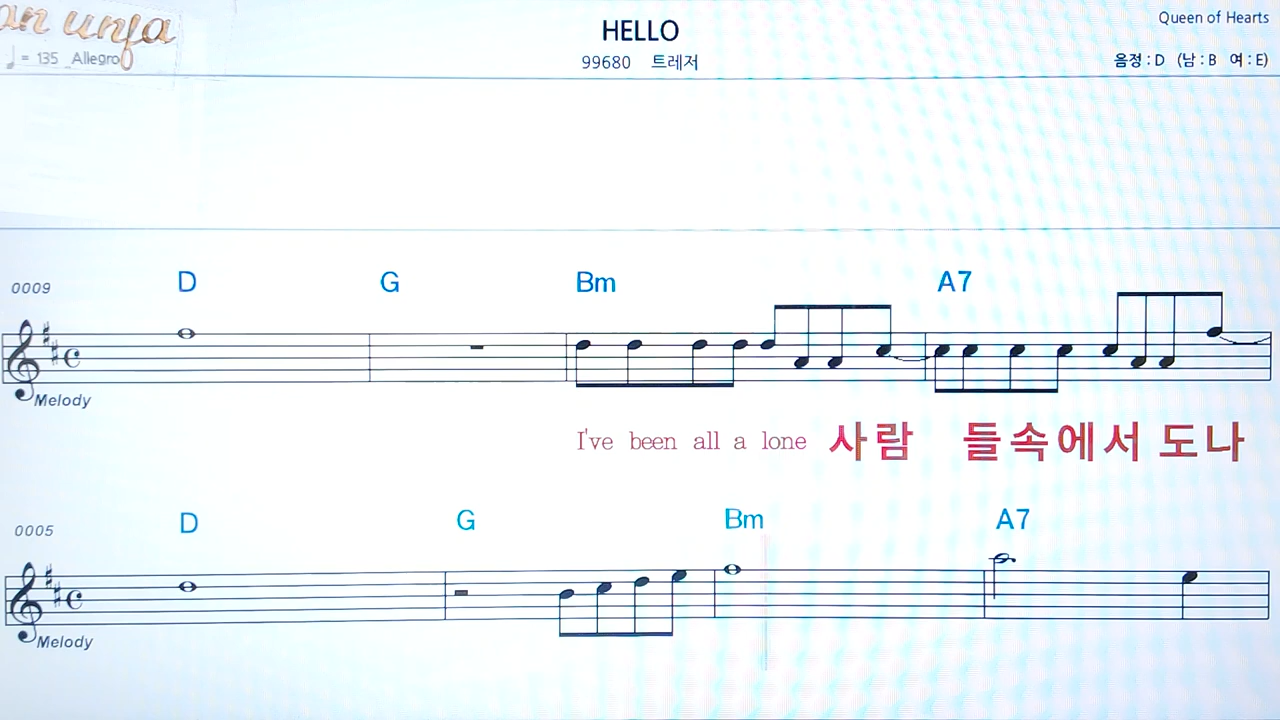 HELLO
Queen of Hearts
♩ = 135 Allegro
99680 트레저
음정 : D (남 : B 여 : E)
0009
D G Bm A7
Melody
I've been all a lone 사람 들속에서 도나
0005
D G Bm A7
Melody